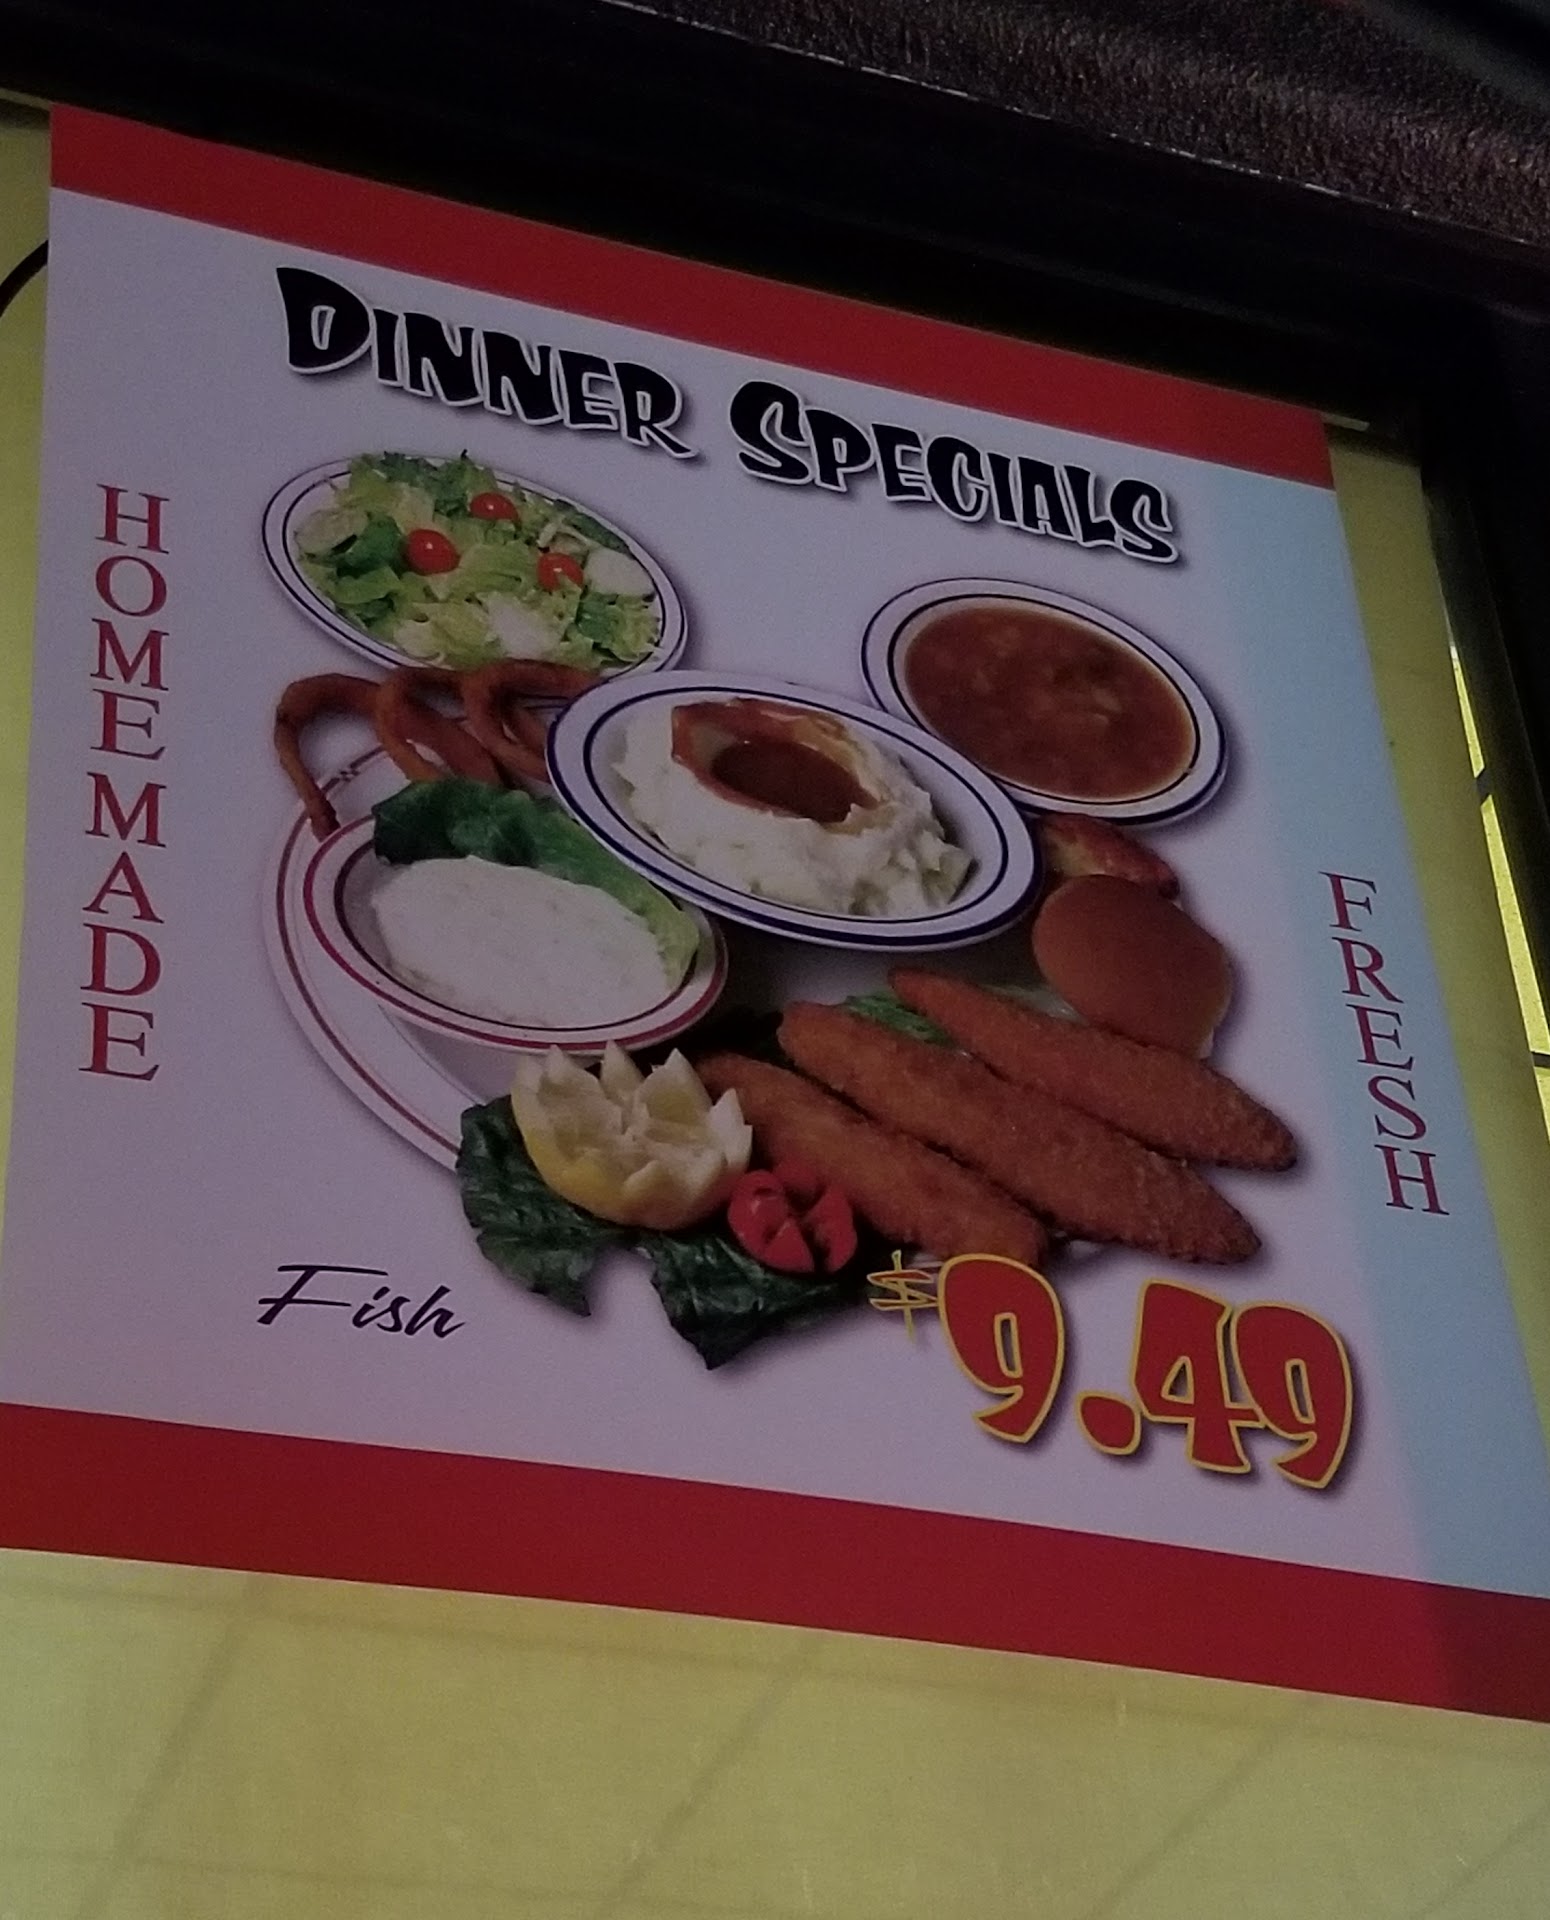 DINNER SPECIALS
HOMEMADE
FRESH
Fish
$9.49